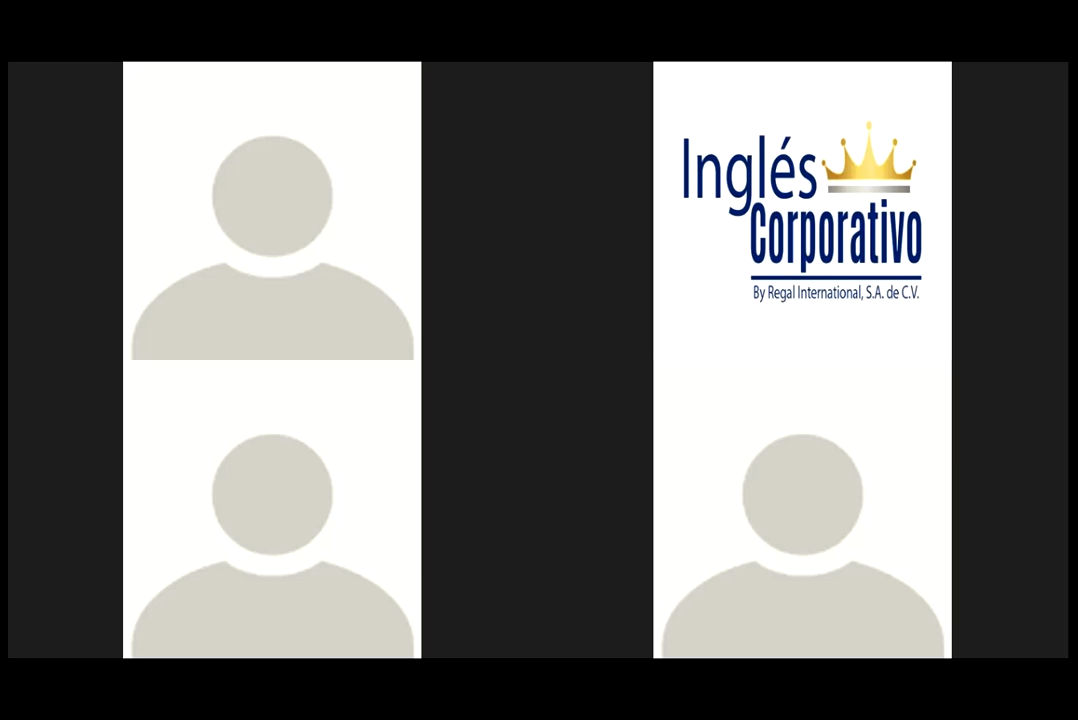 Inglés
Corporativo
By Regal International, S.A. de C.V.